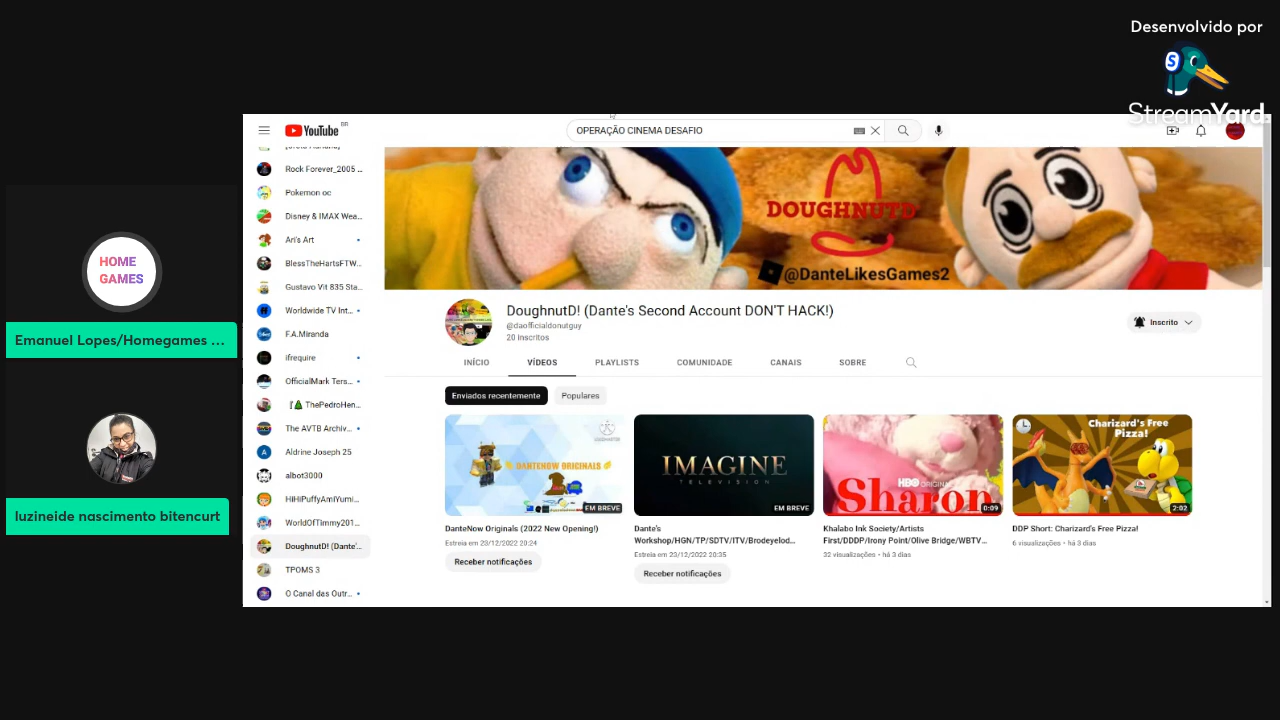 Desenvolvido por
StreamYard.
HOME
GAMES
Emanuel Lopes/Homegames ...
luzineide nascimento bitencurt
YouTube BR
OPERAÇÃO CINEMA DESAFIO
Rock Forever_2005 ...
Pokemon oc
Disney & IMAX Wea...
Ari's Art
BlessTheHartsFTW...
Gustavo Vit 835 Sta...
Worldwide TV Int...
F.A.Miranda
ifrequire
OfficialMark Ters...
ThePedroHen...
The AVTB Archiv...
Aldrine Joseph 25
albot3000
HiHiPuffyAmiYumi...
WorldOfTimmy201...
DoughnutD! (Dante'...
TPOMS 3
O Canal das Outr...
DOUGHNUTD
@DanteLikesGames2
DoughnutD! (Dante's Second Account DON'T HACK!)
@daofficialdonutguy
20 inscritos
Inscrito
INÍCIO
VÍDEOS
PLAYLISTS
COMUNIDADE
CANAIS
SOBRE
Enviados recentemente
Populares
DANTENOW ORIGINALS
EM BREVE
DanteNow Originals (2022 New Opening!)
Estreia em 23/12/2022 20:24
Receber notificações
IMAGINE
TELEVISION
EM BREVE
Dante's
Workshop/HGN/TP/SDTV/ITV/Brodeyelod...
Estreia em 23/12/2022 20:35
Receber notificações
HBO ORIGINAL
Sharon
0:09
Khalabo Ink Society/Artists
First/DDDP/Irony Point/Olive Bridge/WBTV...
32 visualizações • há 3 dias
Charizard's Free
Pizza!
2:02
DDP Short: Charizard's Free Pizza!
6 visualizações • há 3 dias